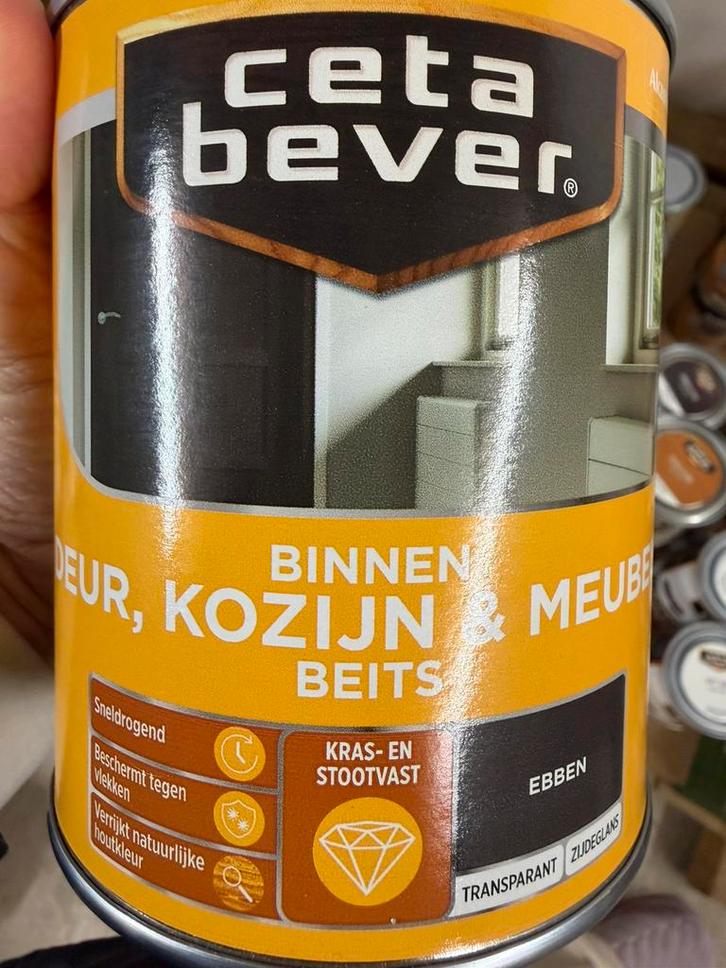 ceta
bever®
BINNEN
DEUR, KOZIJN & MEUBE
BEITS
Sneldrogend
Beschermt tegen
vlekken
Verrijkt natuurlijke
houtkleur
KRAS- EN
STOOTVAST
EBBEN
TRANSPARANT
ZIJDEGLANS